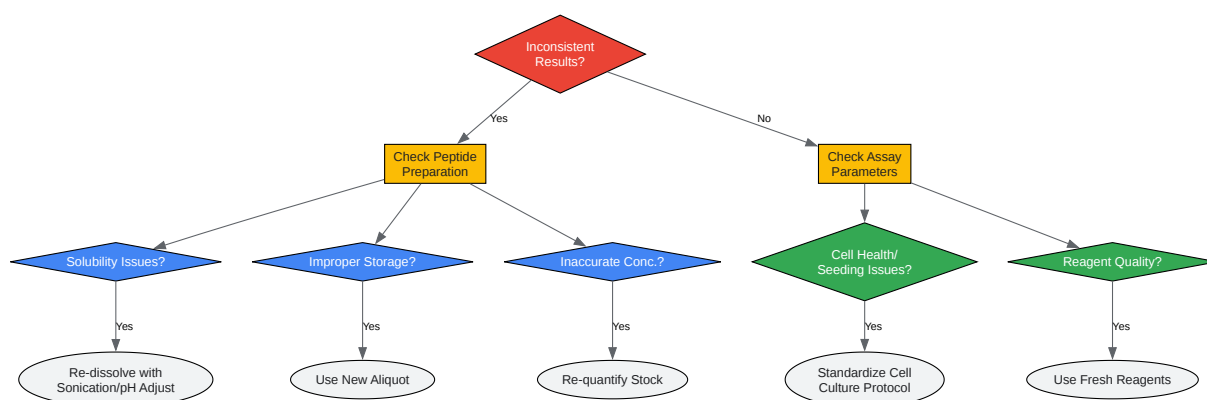 Inconsistent
Results?
Yes
No
Check Peptide
Preparation
Check Assay
Parameters
Solubility Issues?
Improper Storage?
Inaccurate Conc.?
Cell Health/
Seeding Issues?
Reagent Quality?
Yes
Yes
Yes
Yes
Yes
Re-dissolve with
Sonication/pH Adjust
Use New Aliquot
Re-quantify Stock
Standardize Cell
Culture Protocol
Use Fresh Reagents